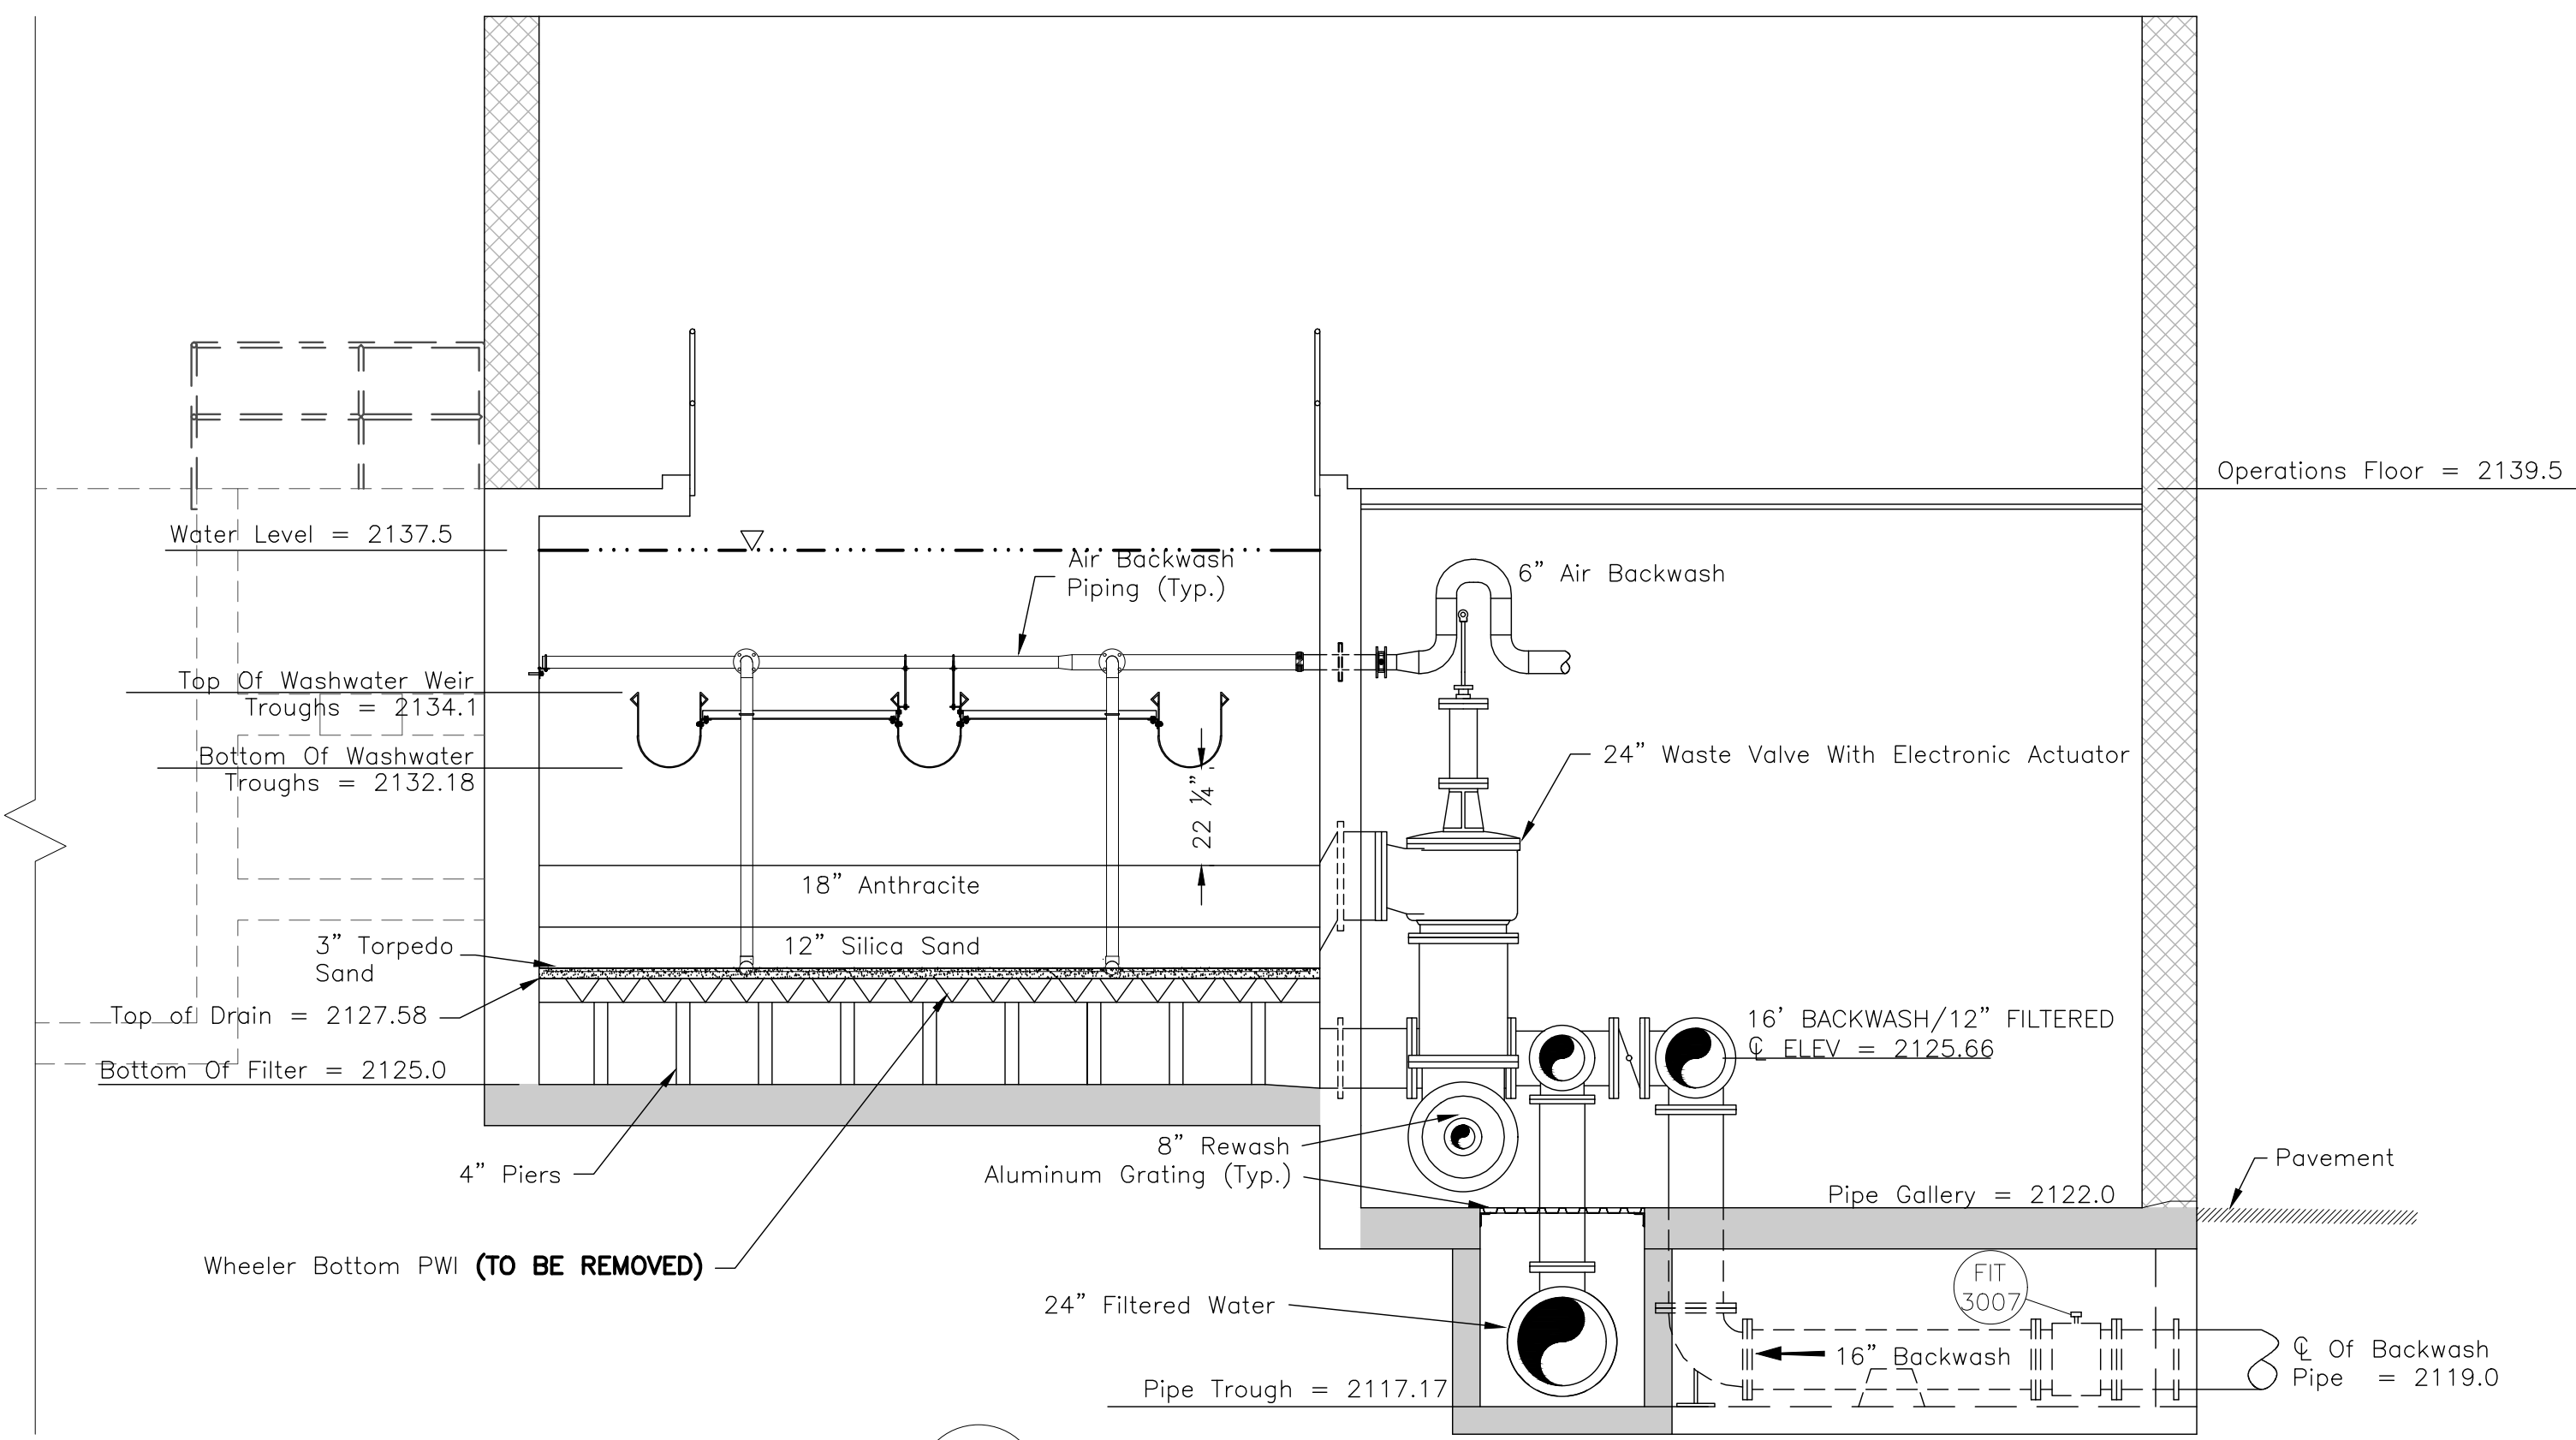 Operations Floor = 2139.5
Water Level = 2137.5
Air Backwash
Piping (Typ.)
6” Air Backwash
Top Of Washwater Weir
Troughs = 2134.1
Bottom Of Washwater
Troughs = 2132.18
24” Waste Valve With Electronic Actuator
22 ¼”
18” Anthracite
12” Silica Sand
3” Torpedo
Sand
Top of Drain = 2127.58
16’ BACKWASH/12” FILTERED
℄ ELEV = 2125.66
Bottom Of Filter = 2125.0
8” Rewash
4” Piers
Aluminum Grating (Typ.)
Pavement
Pipe Gallery = 2122.0
Wheeler Bottom PWI (TO BE REMOVED)
FIT
3007
24” Filtered Water
16” Backwash
℄ Of Backwash
Pipe = 2119.0
Pipe Trough = 2117.17